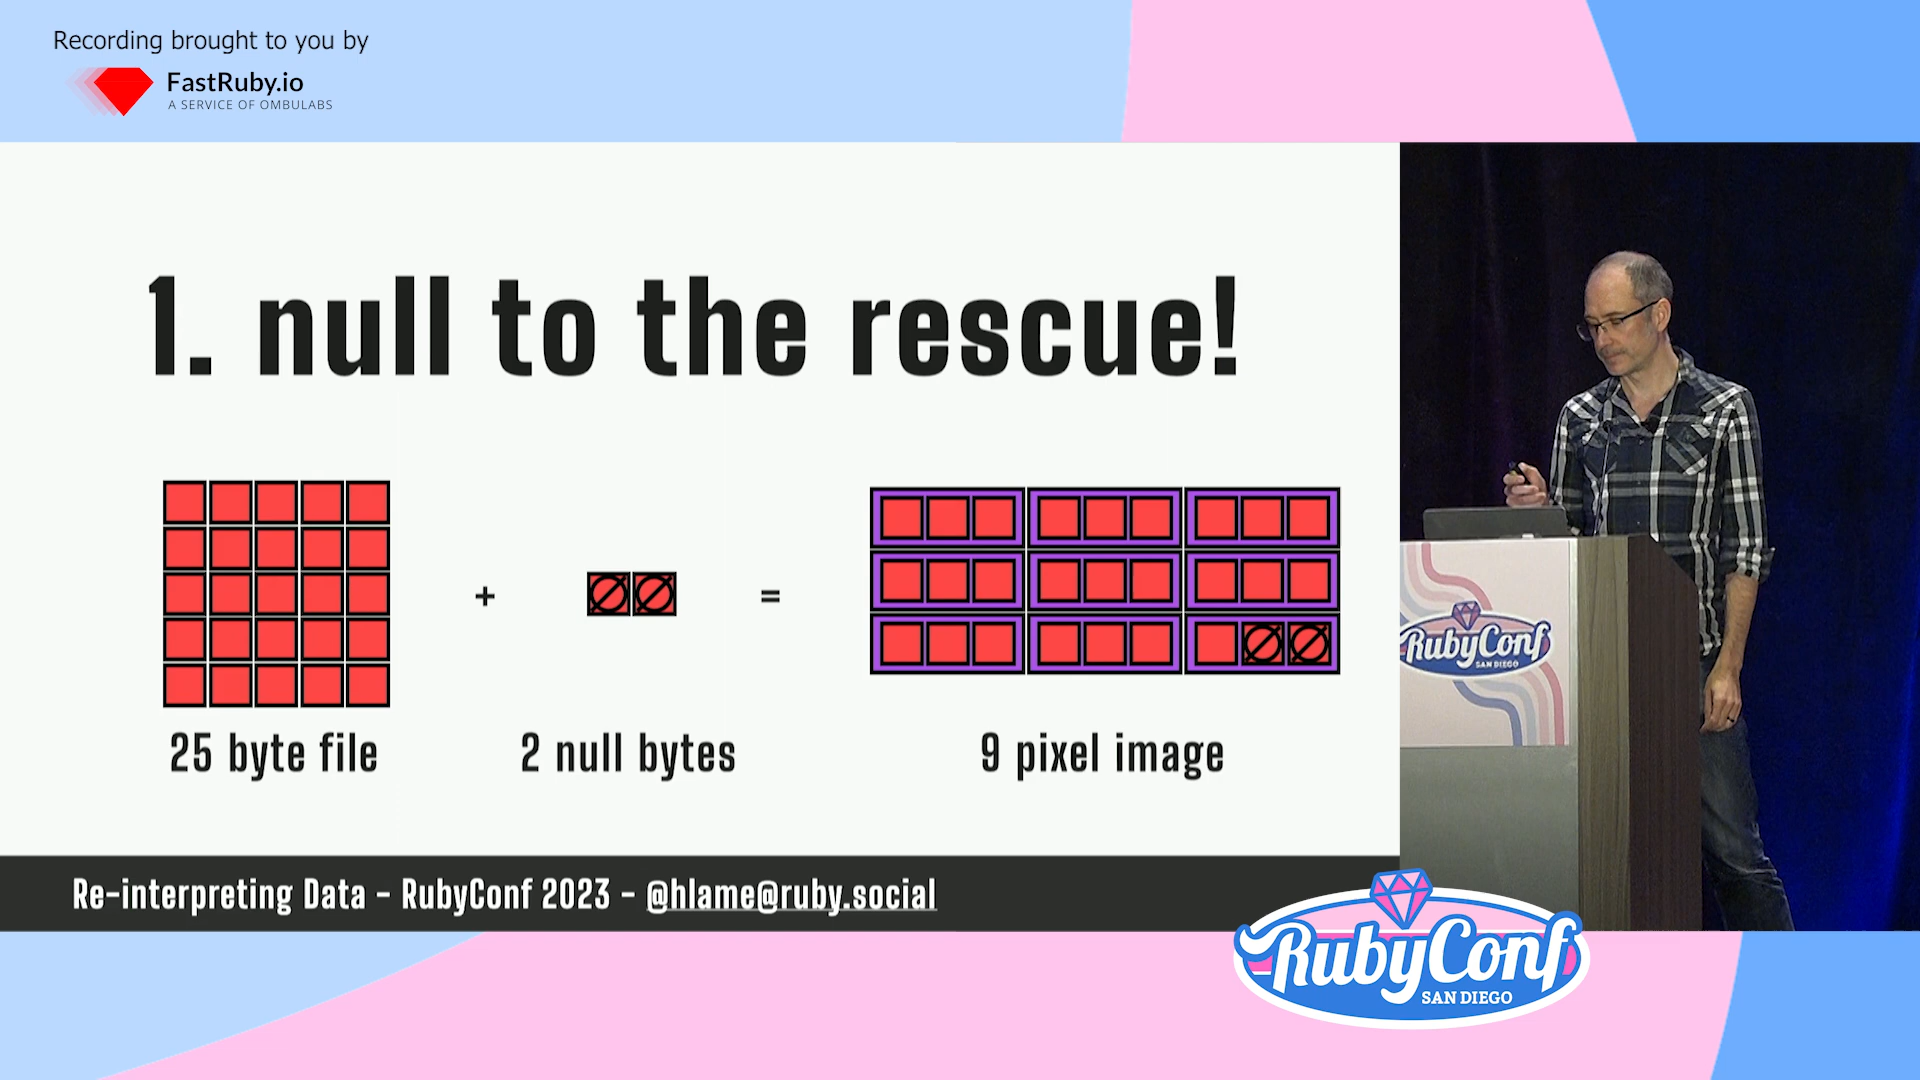 Recording brought to you by
FastRuby.io
A SERVICE OF OMBULABS
1. null to the rescue!
+
=
25 byte file
2 null bytes
9 pixel image
Re-interpreting Data - RubyConf 2023 - @hlame@ruby.social
RubyConf
SAN DIEGO
RubyConf
SAN DIEGO